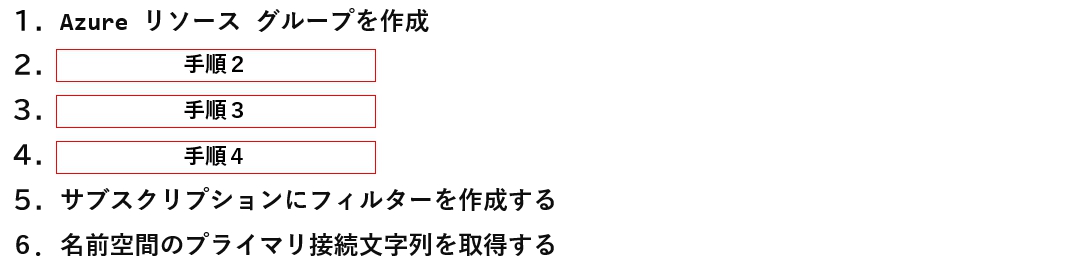 1. Azure リソース グループを作成
2. 手順2
3. 手順3
4. 手順4
5. サブスクリプションにフィルターを作成する
6. 名前空間のプライマリ接続文字列を取得する